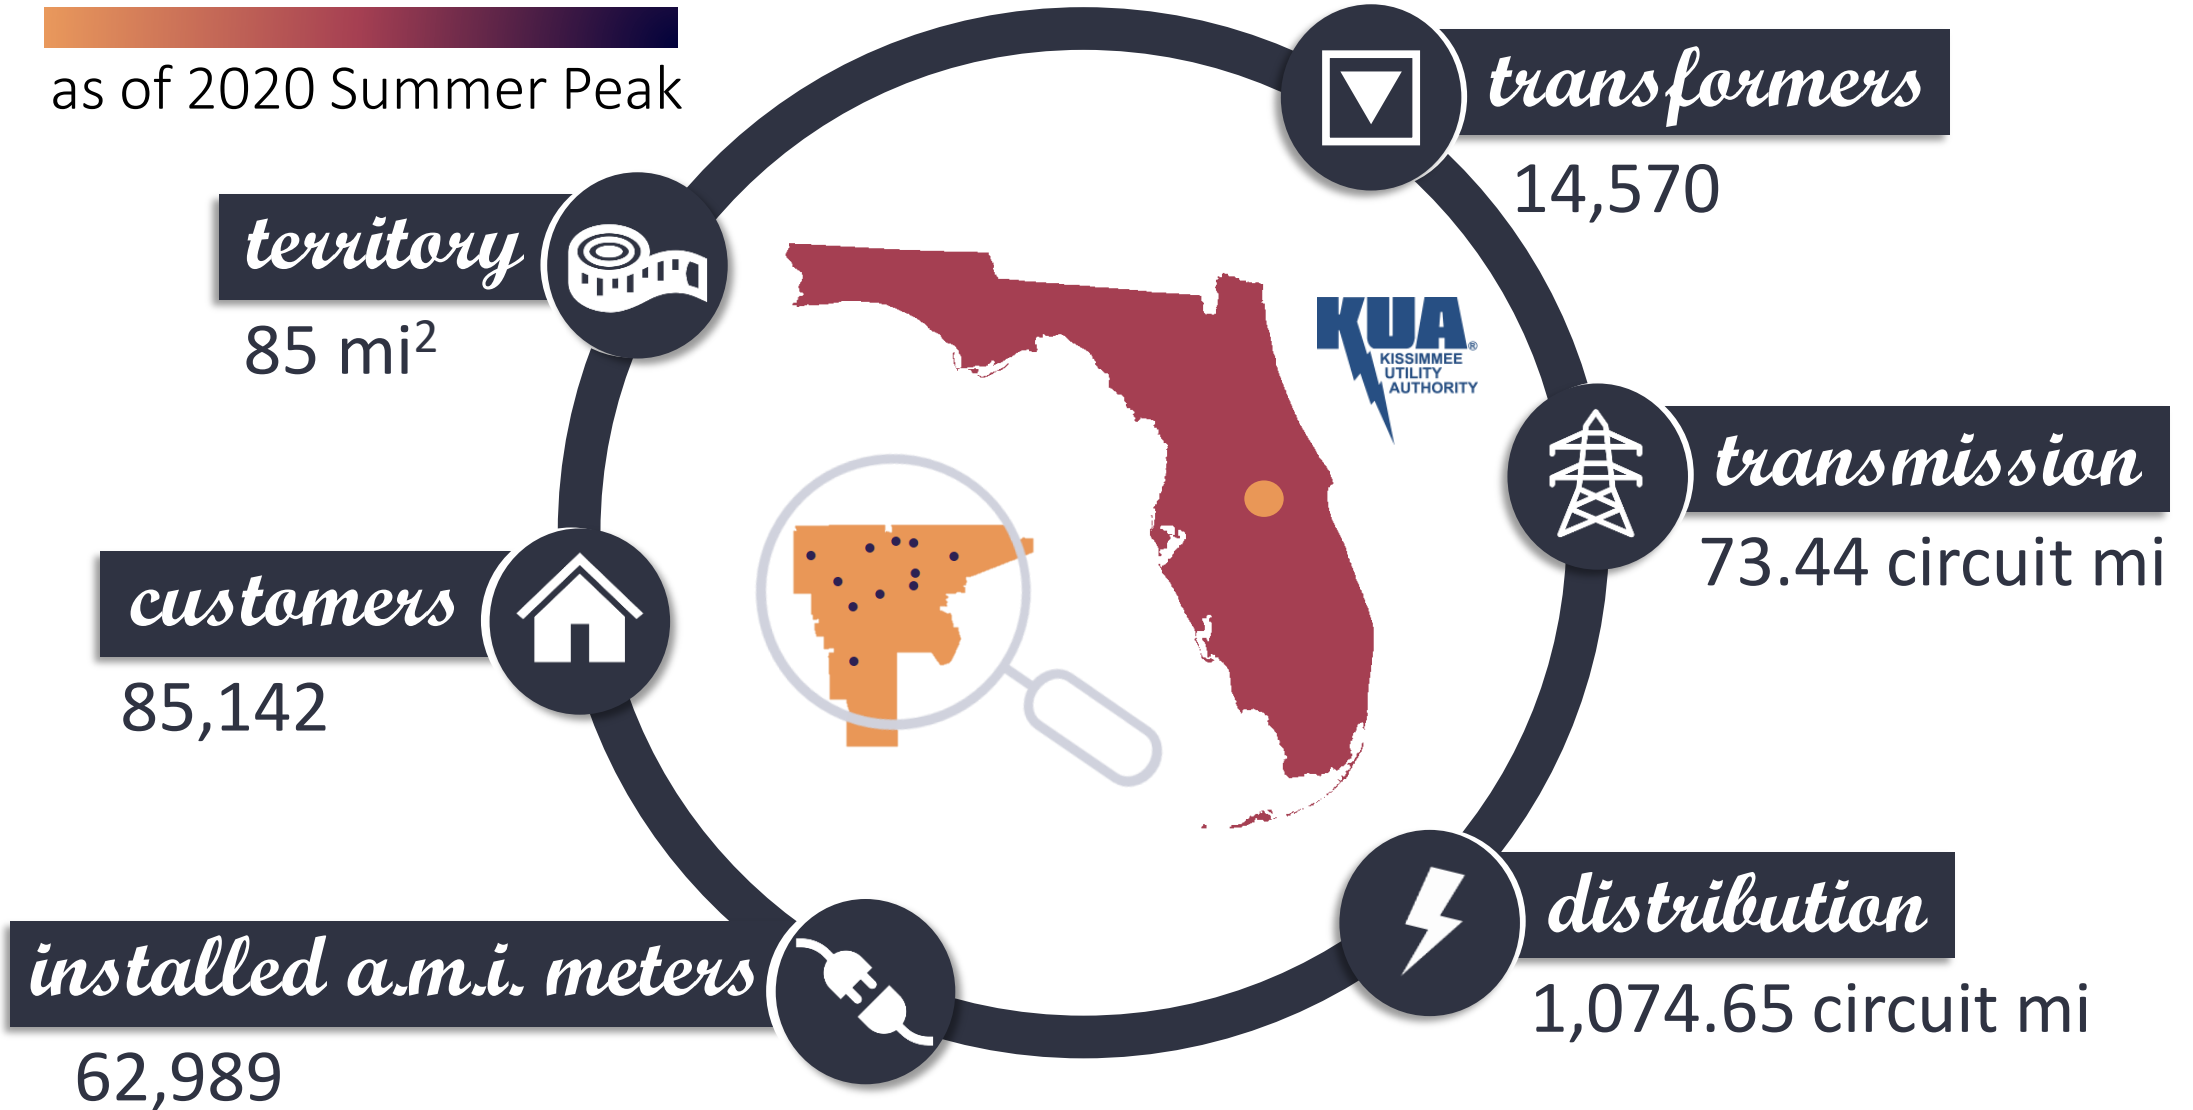 as of 2020 Summer Peak
transformers
14,570
territory
85 mi²
KUA®
KISSIMMEE
UTILITY
AUTHORITY
transmission
73.44 circuit mi
customers
85,142
distribution
1,074.65 circuit mi
installed a.m.i. meters
62,989